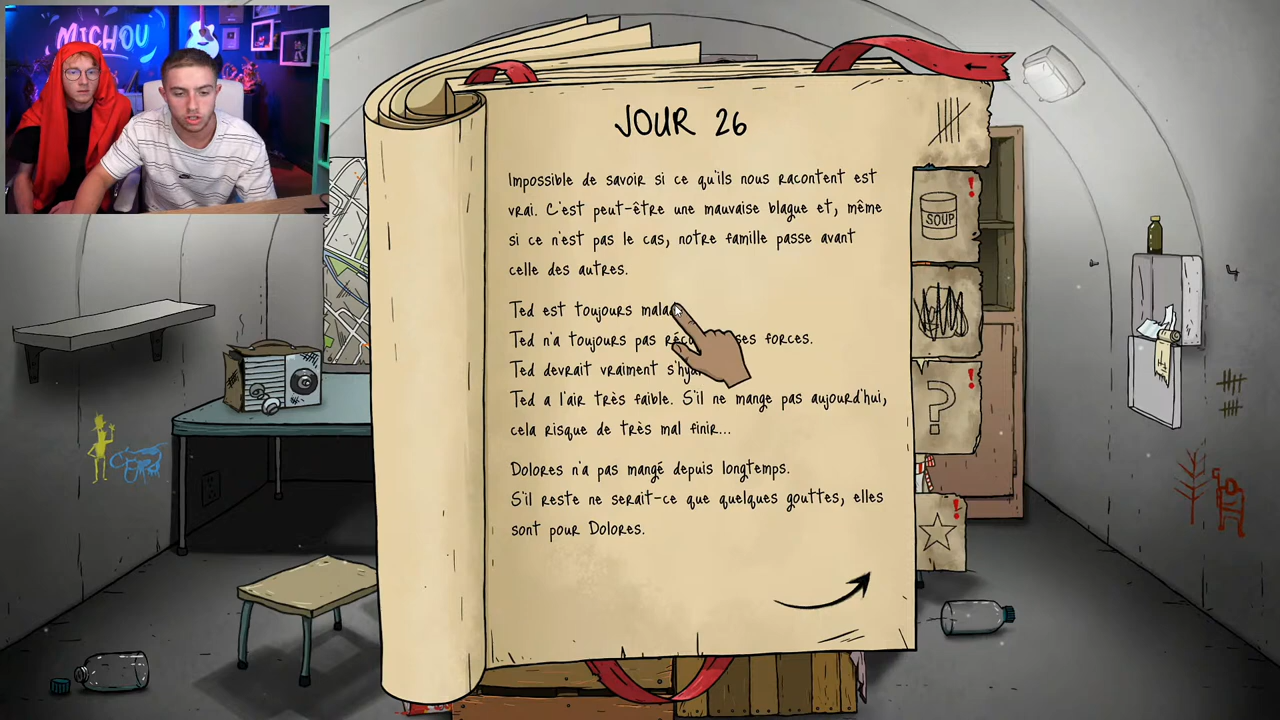 MICHOU
JOUR 26
Impossible de savoir si ce qu'ils nous racontent est
vrai. C'est peut-être une mauvaise blague et, même
si ce n'est pas le cas, notre famille passe avant
celle des autres.
Ted est toujours
Ted n'a toujours pas ses forces.
Ted devrait vraiment
Ted a l'air très faible. S'il ne mange pas aujourd'hui,
cela risque de très mal finir...
Dolores n'a pas mangé depuis longtemps.
S'il reste ne serait-ce que quelques gouttes, elles
sont pour Dolores.
!
SOUP
!
?
!